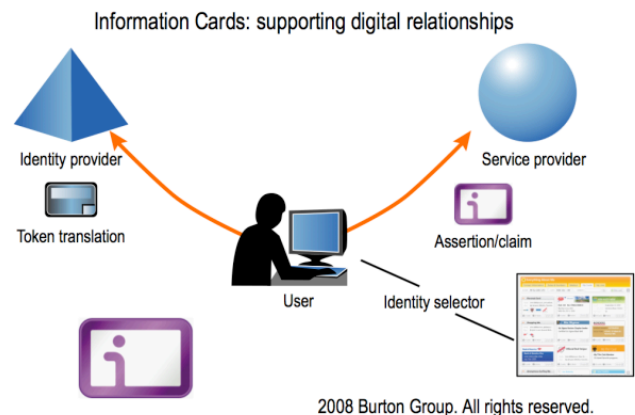 Information Cards: supporting digital relationships
Identity provider
Service provider
Token translation
Assertion/claim
User
Identity selector
2008 Burton Group. All rights reserved.